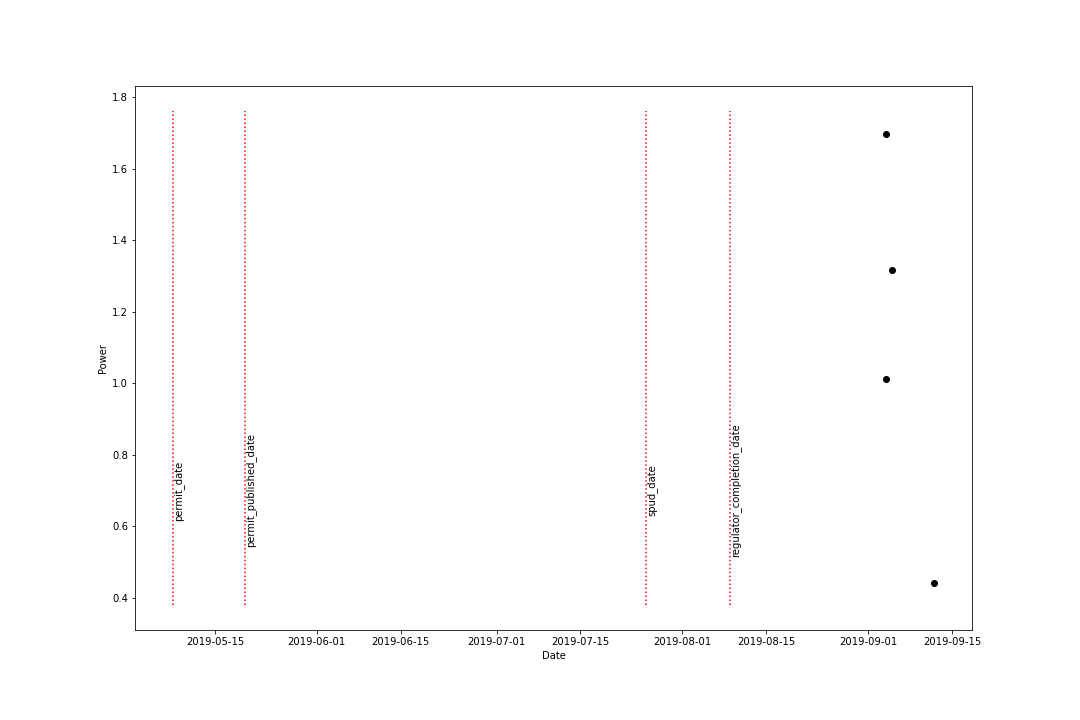 1.8
1.6
1.4
1.2
1.0
0.8
0.6
0.4
Power
permit_date
permit_published_date
spud_date
regulator_completion_date
2019-05-15
2019-06-01
2019-06-15
2019-07-01
2019-07-15
2019-08-01
2019-08-15
2019-09-01
2019-09-15
Date